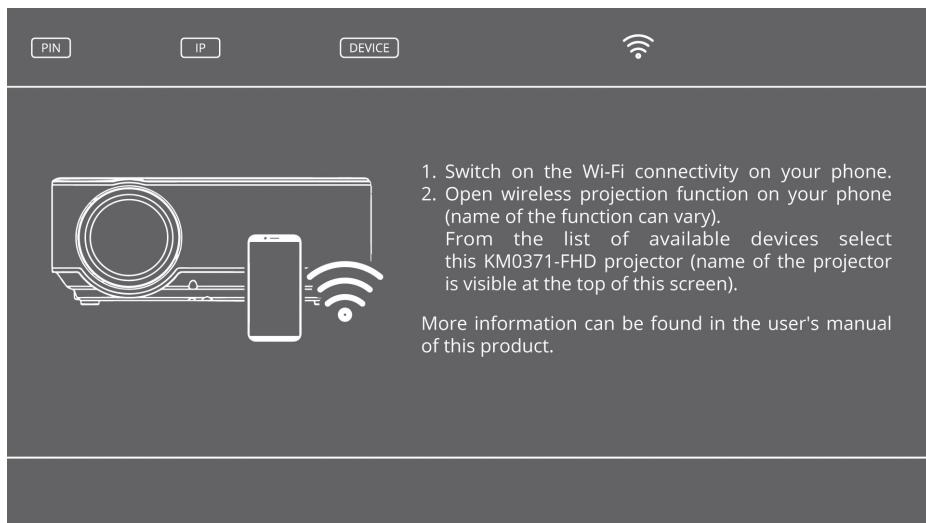 PIN IP DEVICE
1. Switch on the Wi-Fi connectivity on your phone.
2. Open wireless projection function on your phone
(name of the function can vary).
From the list of available devices select
this KM0371-FHD projector (name of the projector
is visible at the top of this screen).
More information can be found in the user's manual
of this product.